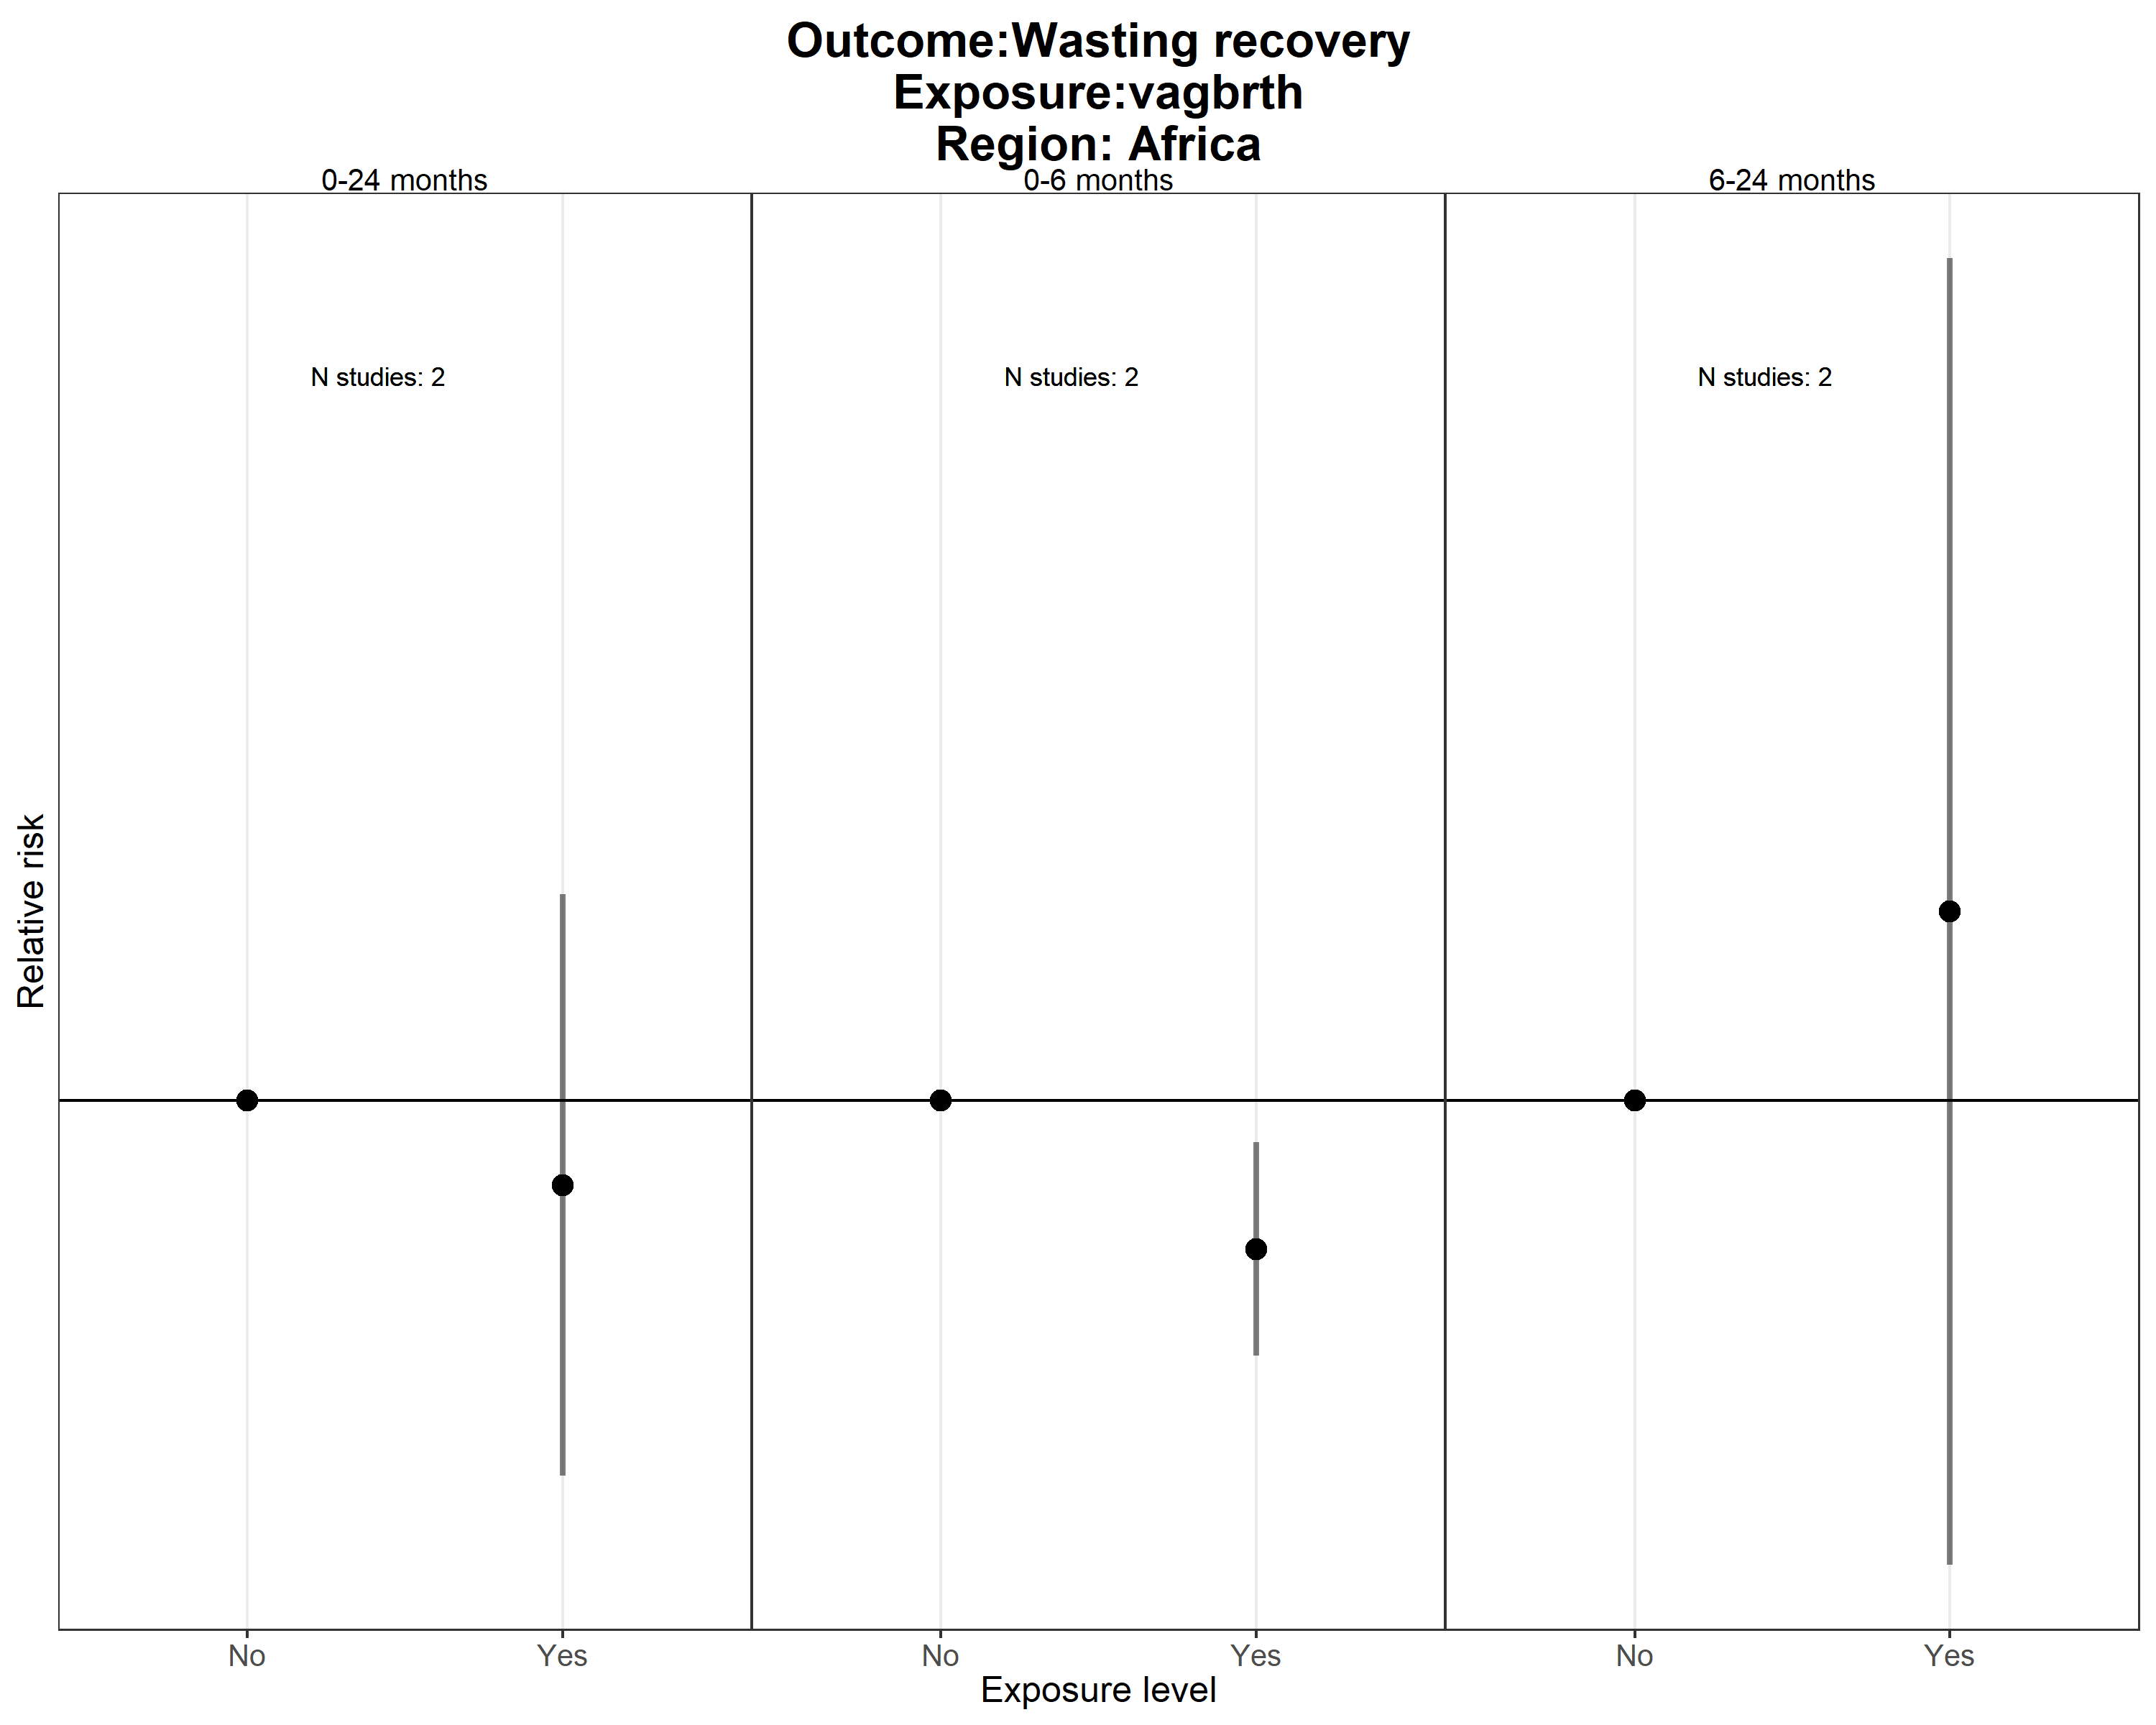 Outcome:Wasting recovery
Exposure:vagbrth
Region: Africa
0-24 months
0-6 months
6-24 months
N studies: 2
N studies: 2
N studies: 2
Relative risk
No
Yes
No
Yes
No
Yes
Exposure level